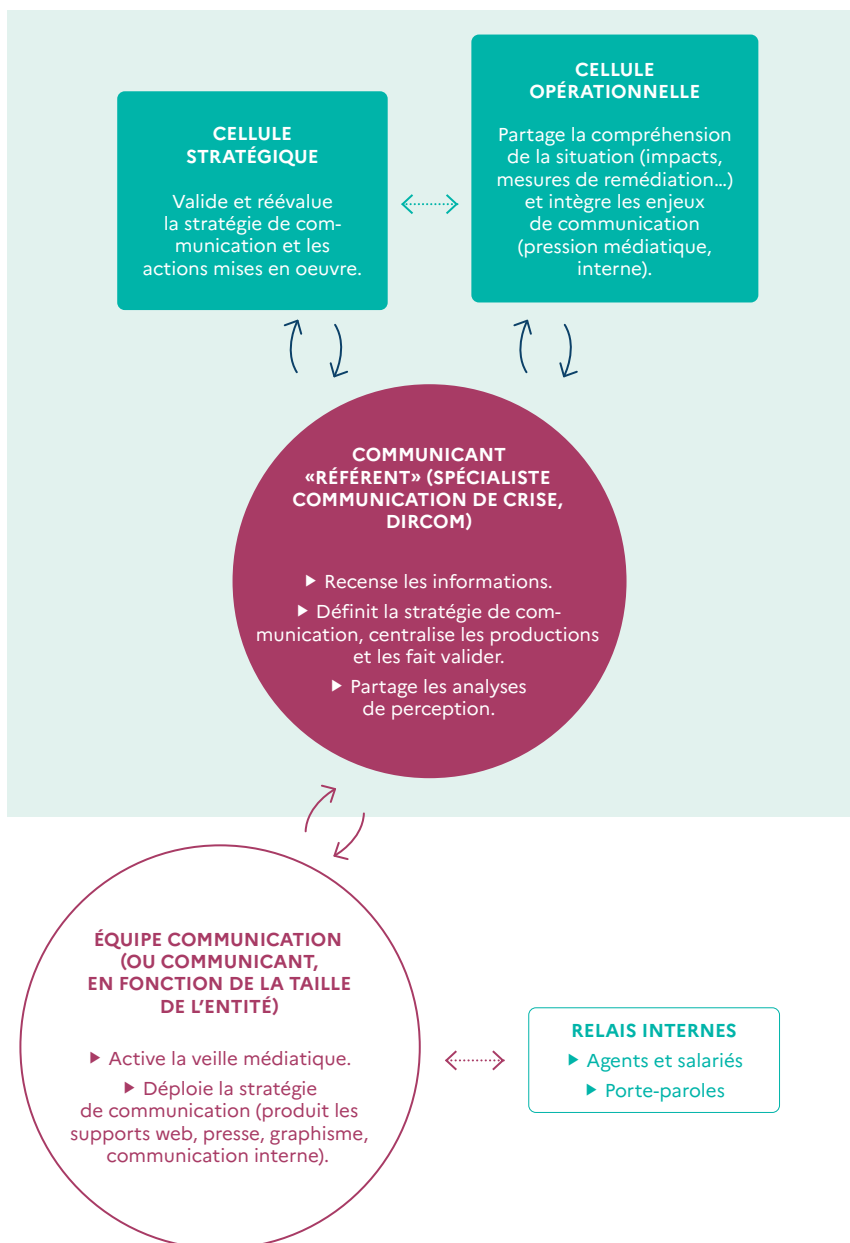 CELLULE
STRATÉGIQUE
Valide et réévalue
la stratégie de com-
munication et les
actions mises en oeuvre.
CELLULE
OPÉRATIONNELLE
Partage la compréhension
de la situation (impacts,
mesures de remédiation…)
et intègre les enjeux
de communication
(pression médiatique,
interne).
COMMUNICANT
«RÉFÉRENT» (SPÉCIALISTE
COMMUNICATION DE CRISE,
DIRCOM)
▶ Recense les informations.
▶ Définit la stratégie de com-
munication, centralise les productions
et les fait valider.
▶ Partage les analyses
de perception.
ÉQUIPE COMMUNICATION
(OU COMMUNICANT,
EN FONCTION DE LA TAILLE
DE L’ENTITÉ)
▶ Active la veille médiatique.
▶ Déploie la stratégie
de communication (produit les
supports web, presse, graphisme,
communication interne).
RELAIS INTERNES
▶ Agents et salariés
▶ Porte-paroles